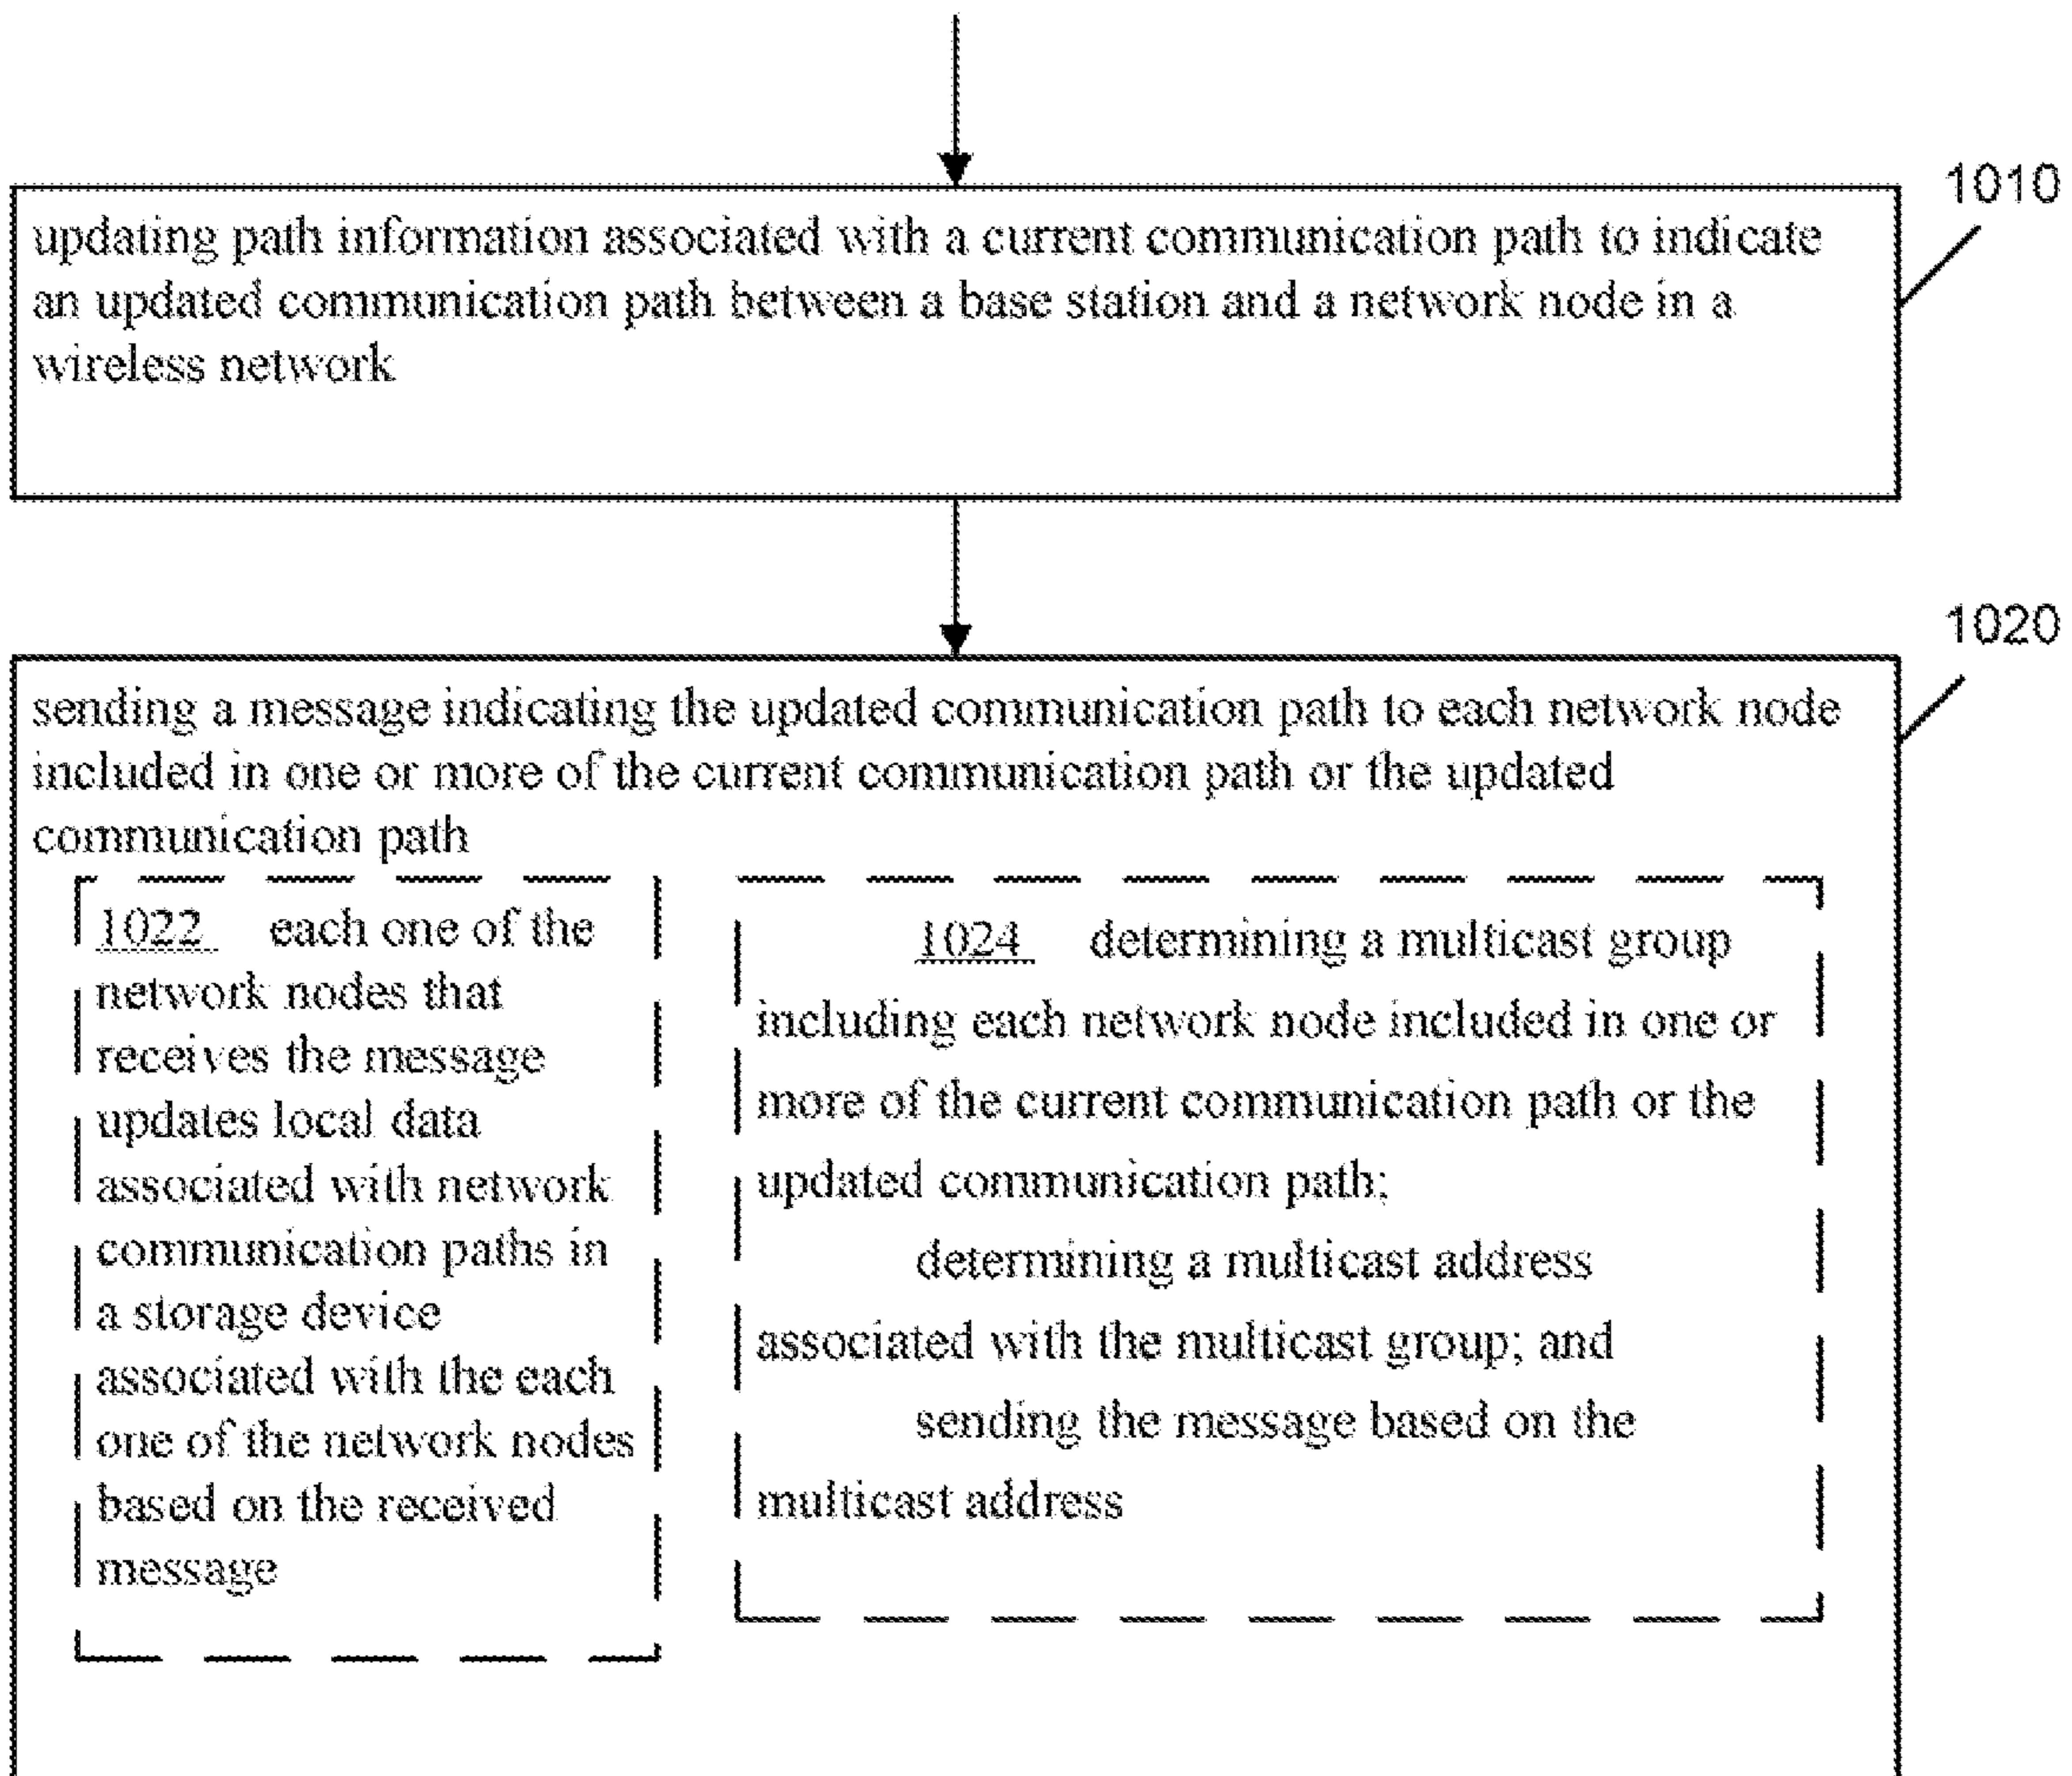 1010
updating path information associated with a current communication path to indicate
an updated communication path between a base station and a network node in a
wireless network
1020
sending a message indicating the updated communication path to each network node
included in one or more of the current communication path or the updated
communication path
1022 each one of the
network nodes that
receives the message
updates local data
associated with network
communication paths in
a storage device
associated with the each
one of the network nodes
based on the received
message
1024 determining a multicast group
including each network node included in one or
more of the current communication path or the
updated communication path;
determining a multicast address
associated with the multicast group; and
sending the message based on the
multicast address